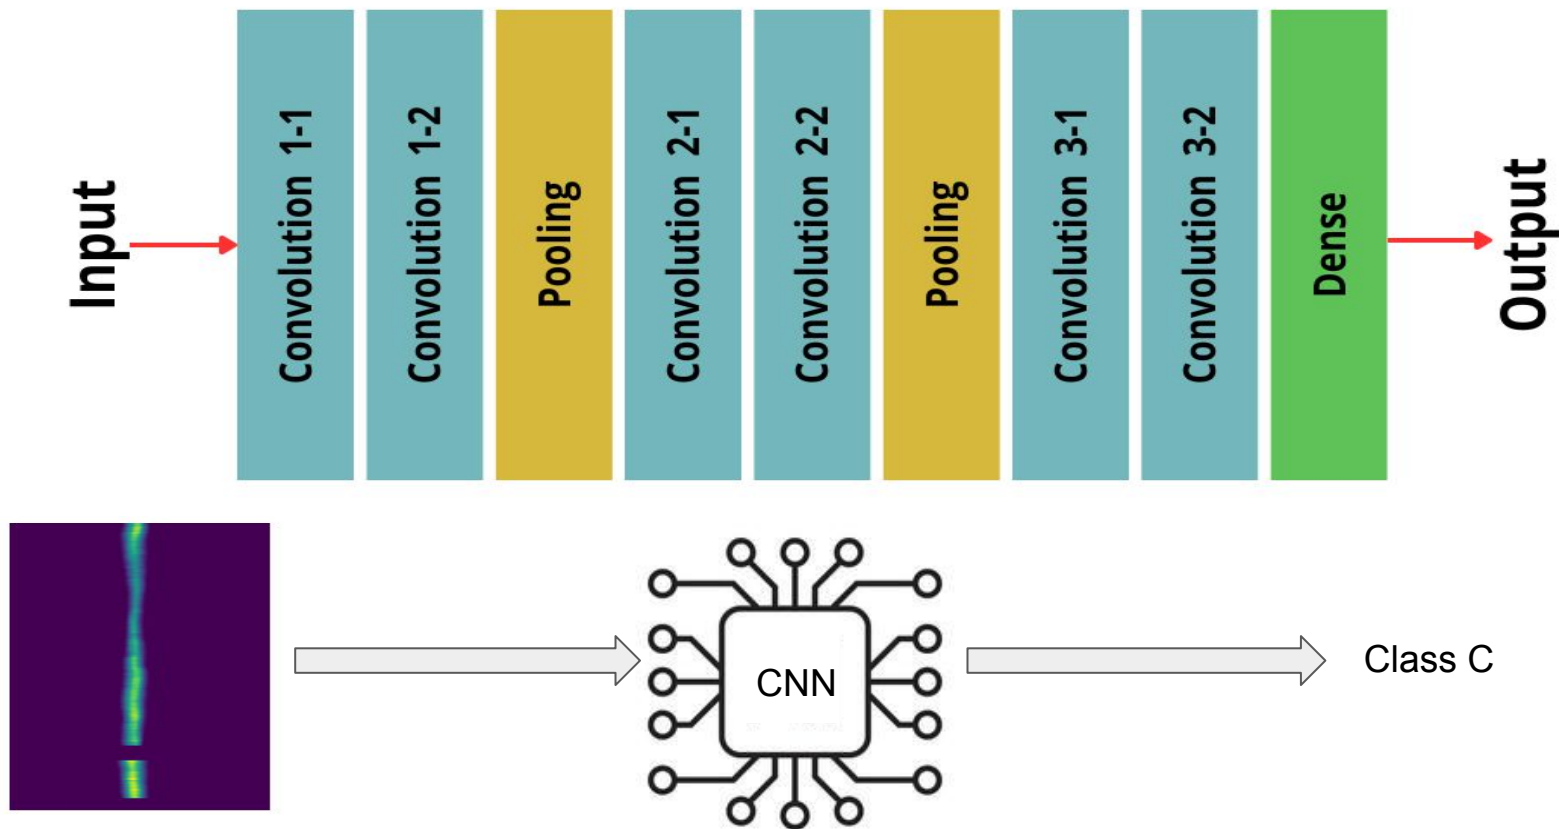 Input
Convolution 1-1
Convolution 1-2
Pooling
Convolution 2-1
Convolution 2-2
Pooling
Convolution 3-1
Convolution 3-2
Dense
Output
CNN
Class C